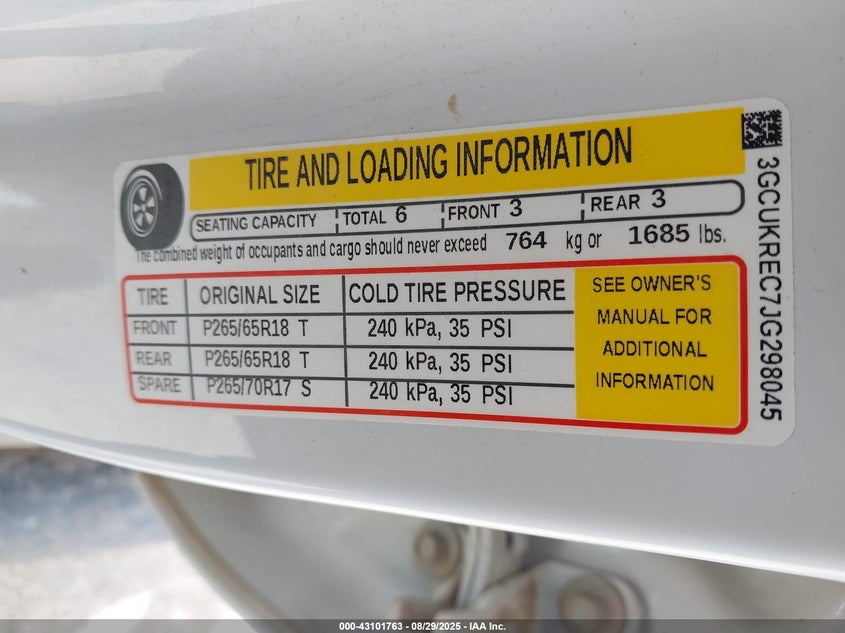 TIRE AND LOADING INFORMATION
SEATING CAPACITY TOTAL 6 FRONT 3 REAR 3
The combined weight of occupants and cargo should never exceed 764 kg or 1685 lbs.
TIRE ORIGINAL SIZE COLD TIRE PRESSURE
FRONT P265/65R18 T 240 kPa, 35 PSI
REAR P265/65R18 T 240 kPa, 35 PSI
SPARE P265/70R17 S 240 kPa, 35 PSI
SEE OWNER'S
MANUAL FOR
ADDITIONAL
INFORMATION
3GCUKREC7JG298045
000-43101763 - 08/29/2025 - IAA Inc.